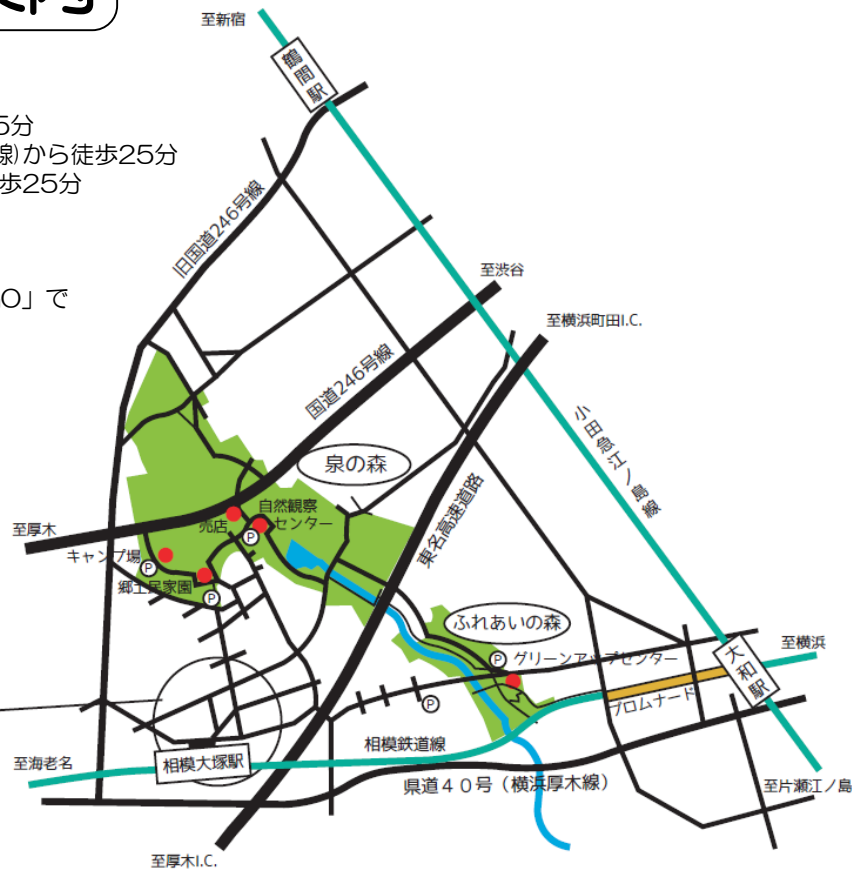 案内
至新宿
鶴間駅
5分
線)から徒歩25分
歩25分
旧国道246号線
至渋谷
O」で
至横浜町田I.C.
国道246号線
小田急江ノ島線
泉の森
東名高速道路
自然観察
センター
売店
P
至厚木
キャンプ場
P
郷土民家園
P
ふれあいの森
P
グリーンアップセンター
大和駅
至横浜
プロムナード
P
相模鉄道線
至海老名
相模大塚駅
県道40号(横浜厚木線)
至片瀬江ノ島
至厚木I.C.